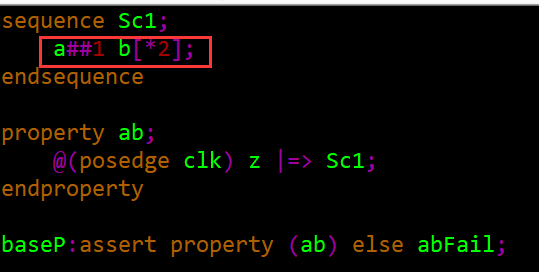 sequence Sc1;
    a##1 b[*2];
endsequence
property ab;
    @(posedge clk) z |=> Sc1;
endproperty
baseP:assert property (ab) else abFail;